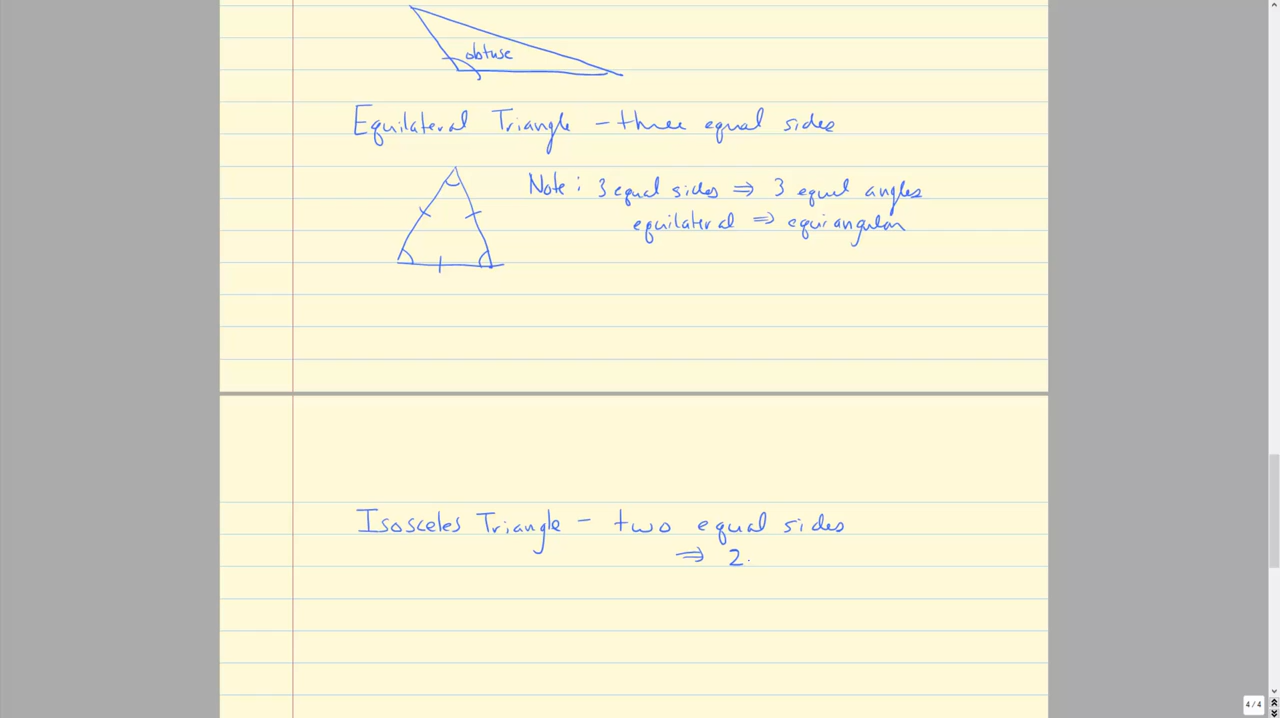 obtuse
Equilateral Triangle - three equal sides
Note: 3 equal sides ⇒ 3 equal angles
equilateral ⇒ equiangular
Isosceles Triangle - two equal sides
⇒ 2
4 / 4